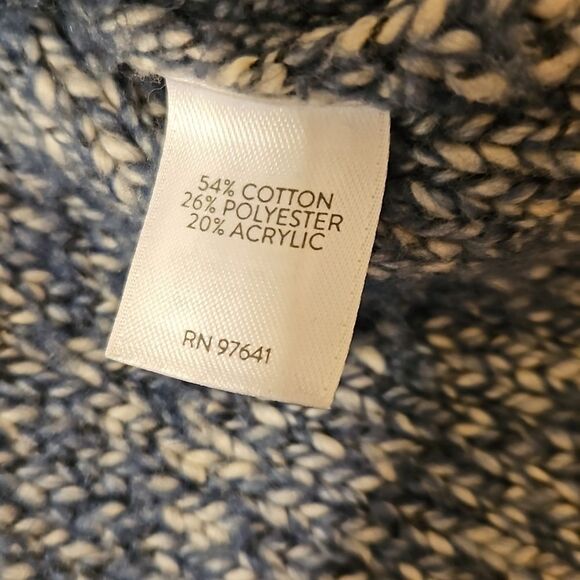 54% COTTON
26% POLYESTER
20% ACRYLIC
RN 97641